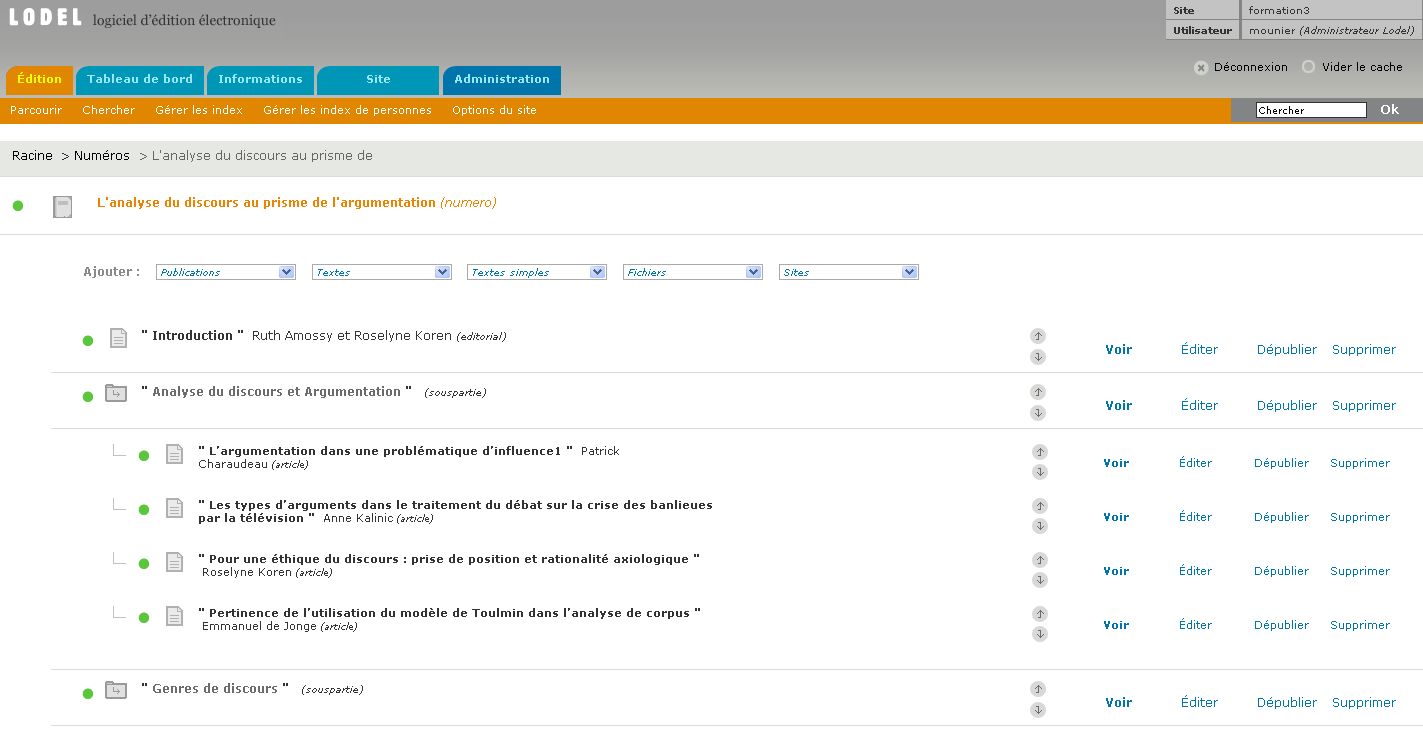 LODEL logiciel d'édition électronique
Site formation3
Utilisateur mounier (Administrateur Lodel)
Déconnexion Vider le cache
Édition Tableau de bord Informations Site Administration
Parcourir Chercher Gérer les index Gérer les index de personnes Options du site Chercher Ok
Racine > Numéros > L'analyse du discours au prisme de
L'analyse du discours au prisme de l'argumentation (numero)
Ajouter : Publications Textes Textes simples Fichiers Sites
" Introduction " Ruth Amossy et Roselyne Koren (editorial)
Voir Éditer Dépublier Supprimer
" Analyse du discours et Argumentation " (souspartie)
Voir Éditer Dépublier Supprimer
" L’argumentation dans une problématique d’influence1 " Patrick
Charaudeau (article)
Voir Éditer Dépublier Supprimer
" Les types d’arguments dans le traitement du débat sur la crise des banlieues
par la télévision " Anne Kalinic (article)
Voir Éditer Dépublier Supprimer
" Pour une éthique du discours : prise de position et rationalité axiologique "
Roselyne Koren (article)
Voir Éditer Dépublier Supprimer
" Pertinence de l’utilisation du modèle de Toulmin dans l’analyse de corpus "
Emmanuel de Jonge (article)
Voir Éditer Dépublier Supprimer
" Genres de discours " (souspartie)
Voir Éditer Dépublier Supprimer